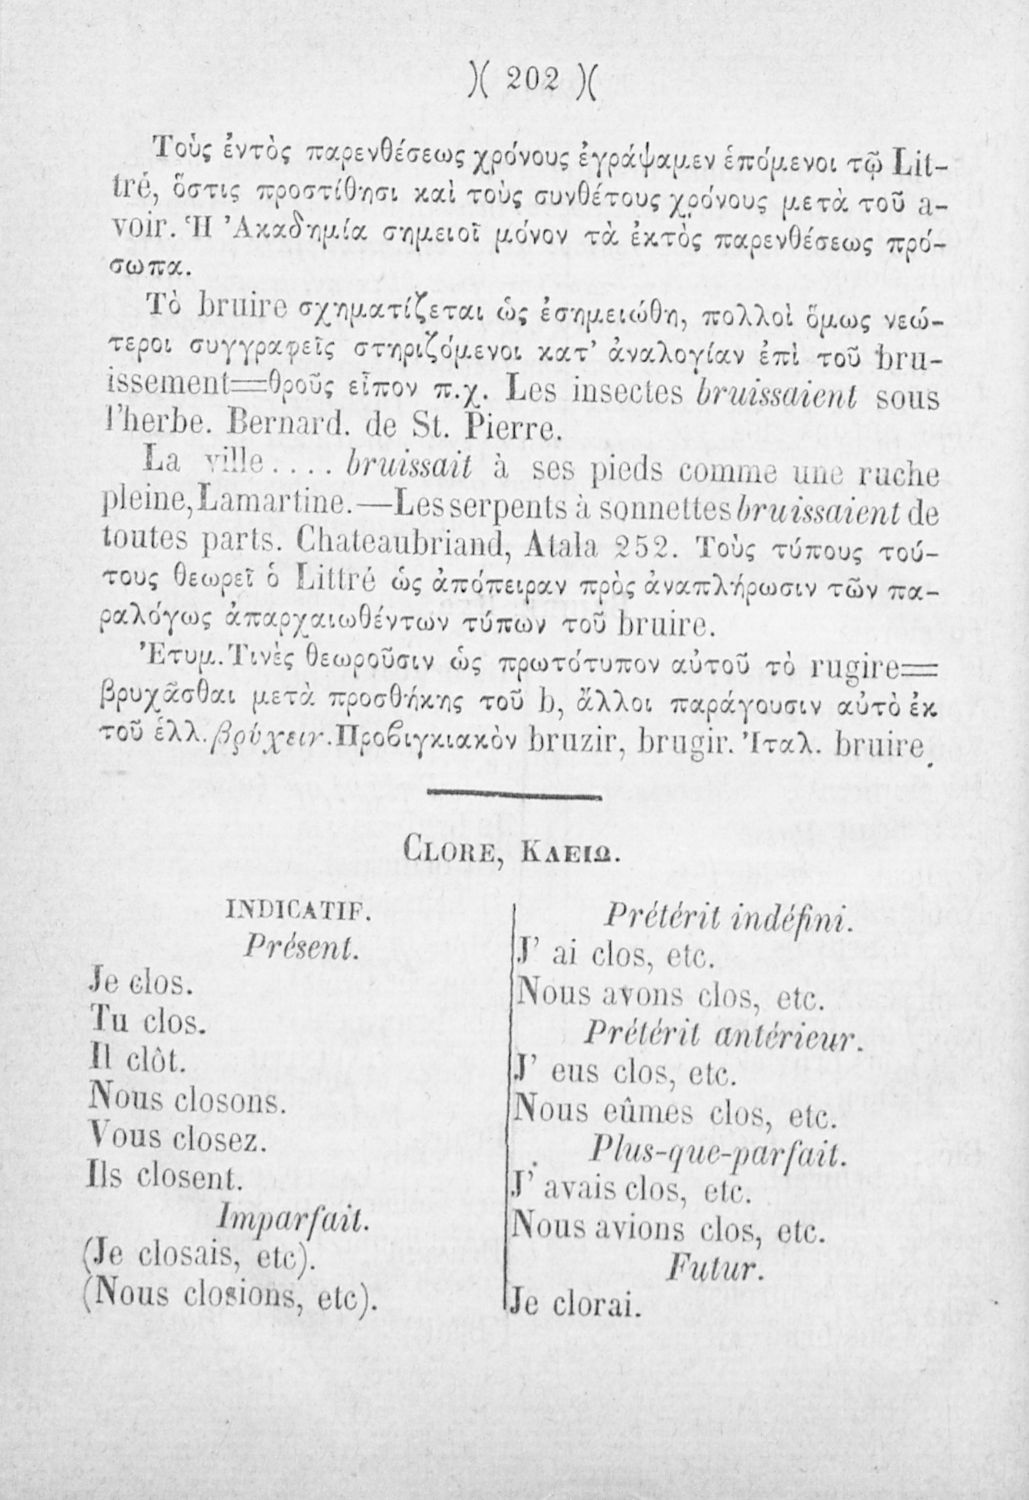 )( 202 )(
Τοὺς ἐντὸς παρενθέσεως χρόνους ἐγράψαμεν ἑπόμενοι τῷ Lit-
tré, ὅστις προστίθησι καὶ τοὺς συνθέτους χρόνους μετὰ τοῦ a-
voir. Ἡ Ἀκαδημία σημειοῖ μόνον τὰ ἐκτὸς παρενθέσεως πρό-
σωπα.
Τὸ bruire σχηματίζεται ὡς ἐσημειώθη, πολλοὶ ὅμως νεώ-
τεροι συγγραφεῖς στηριζόμενοι κατ’ ἀναλογίαν ἐπὶ τοῦ bru-
issement=θροῦς εἶπον π.χ. Les insectes bruissaient sous
l’herbe. Bernard. de St. Pierre.
La ville.... bruissait à ses pieds comme une ruche
pleine, Lamartine.—Les serpents à sonnettes bruissaient de
toutes parts. Chateaubriand, Atala 252. Τοὺς τύπους τού-
τους θεωρεῖ ὁ Littré ὡς ἀπόπειραν πρὸς ἀναπλήρωσιν τῶν πα-
ραλόγως ἀπαρχαιωθέντων τύπων τοῦ bruire.
Ἐτυμ. Τινὲς θεωροῦσιν ὡς πρωτότυπον αὐτοῦ τὸ rugire=
βρυχᾶσθαι μετὰ προσθήκης τοῦ b, ἄλλοι παράγουσιν αὐτὸ ἐκ
τοῦ ἑλλ. βρύχειν. Προβιγκιακὸν bruzir, brugir. Ἰταλ. bruire.
CLORE, ΚΛΕΙΩ.
INDICATIF.
Présent.
Je clos.
Tu clos.
Il clôt.
Nous closons.
Vous closez.
Ils closent.
Imparfait.
(Je closais, etc).
(Nous closions, etc).
Prétérit indéfini.
J’ ai clos, etc.
Nous avons clos, etc.
Prétérit antérieur.
J’ eus clos, etc.
Nous eûmes clos, etc.
Plus-que-parfait.
J’ avais clos, etc.
Nous avions clos, etc.
Futur.
Je clorai.